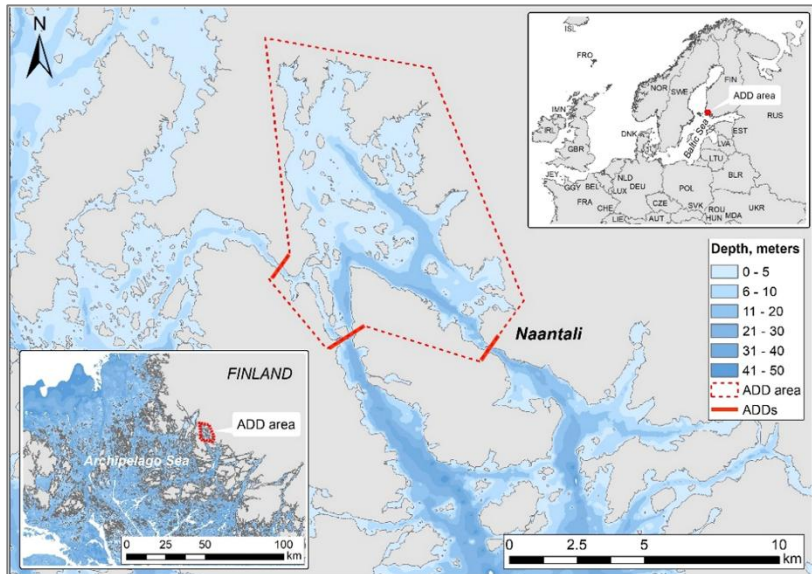 N
ISL
FRO
NOR
SWE
FIN
ADD area
RUS
IMN
IRL
GBR
DNK
Baltic Sea
EST
LVA
LTU
JEY
GGY
BEL
NLD
LUX
DEU
POL
BLR
FRA
CHE
LIE
CZE
AUT
SVK
HUN
ROU
MDA
UKR
Depth, meters
0 - 5
6 - 10
11 - 20
21 - 30
31 - 40
41 - 50
ADD area
ADDs
Naantali
FINLAND
ADD area
Archipelago Sea
0 25 50 100
km
0 2.5 5 10
km